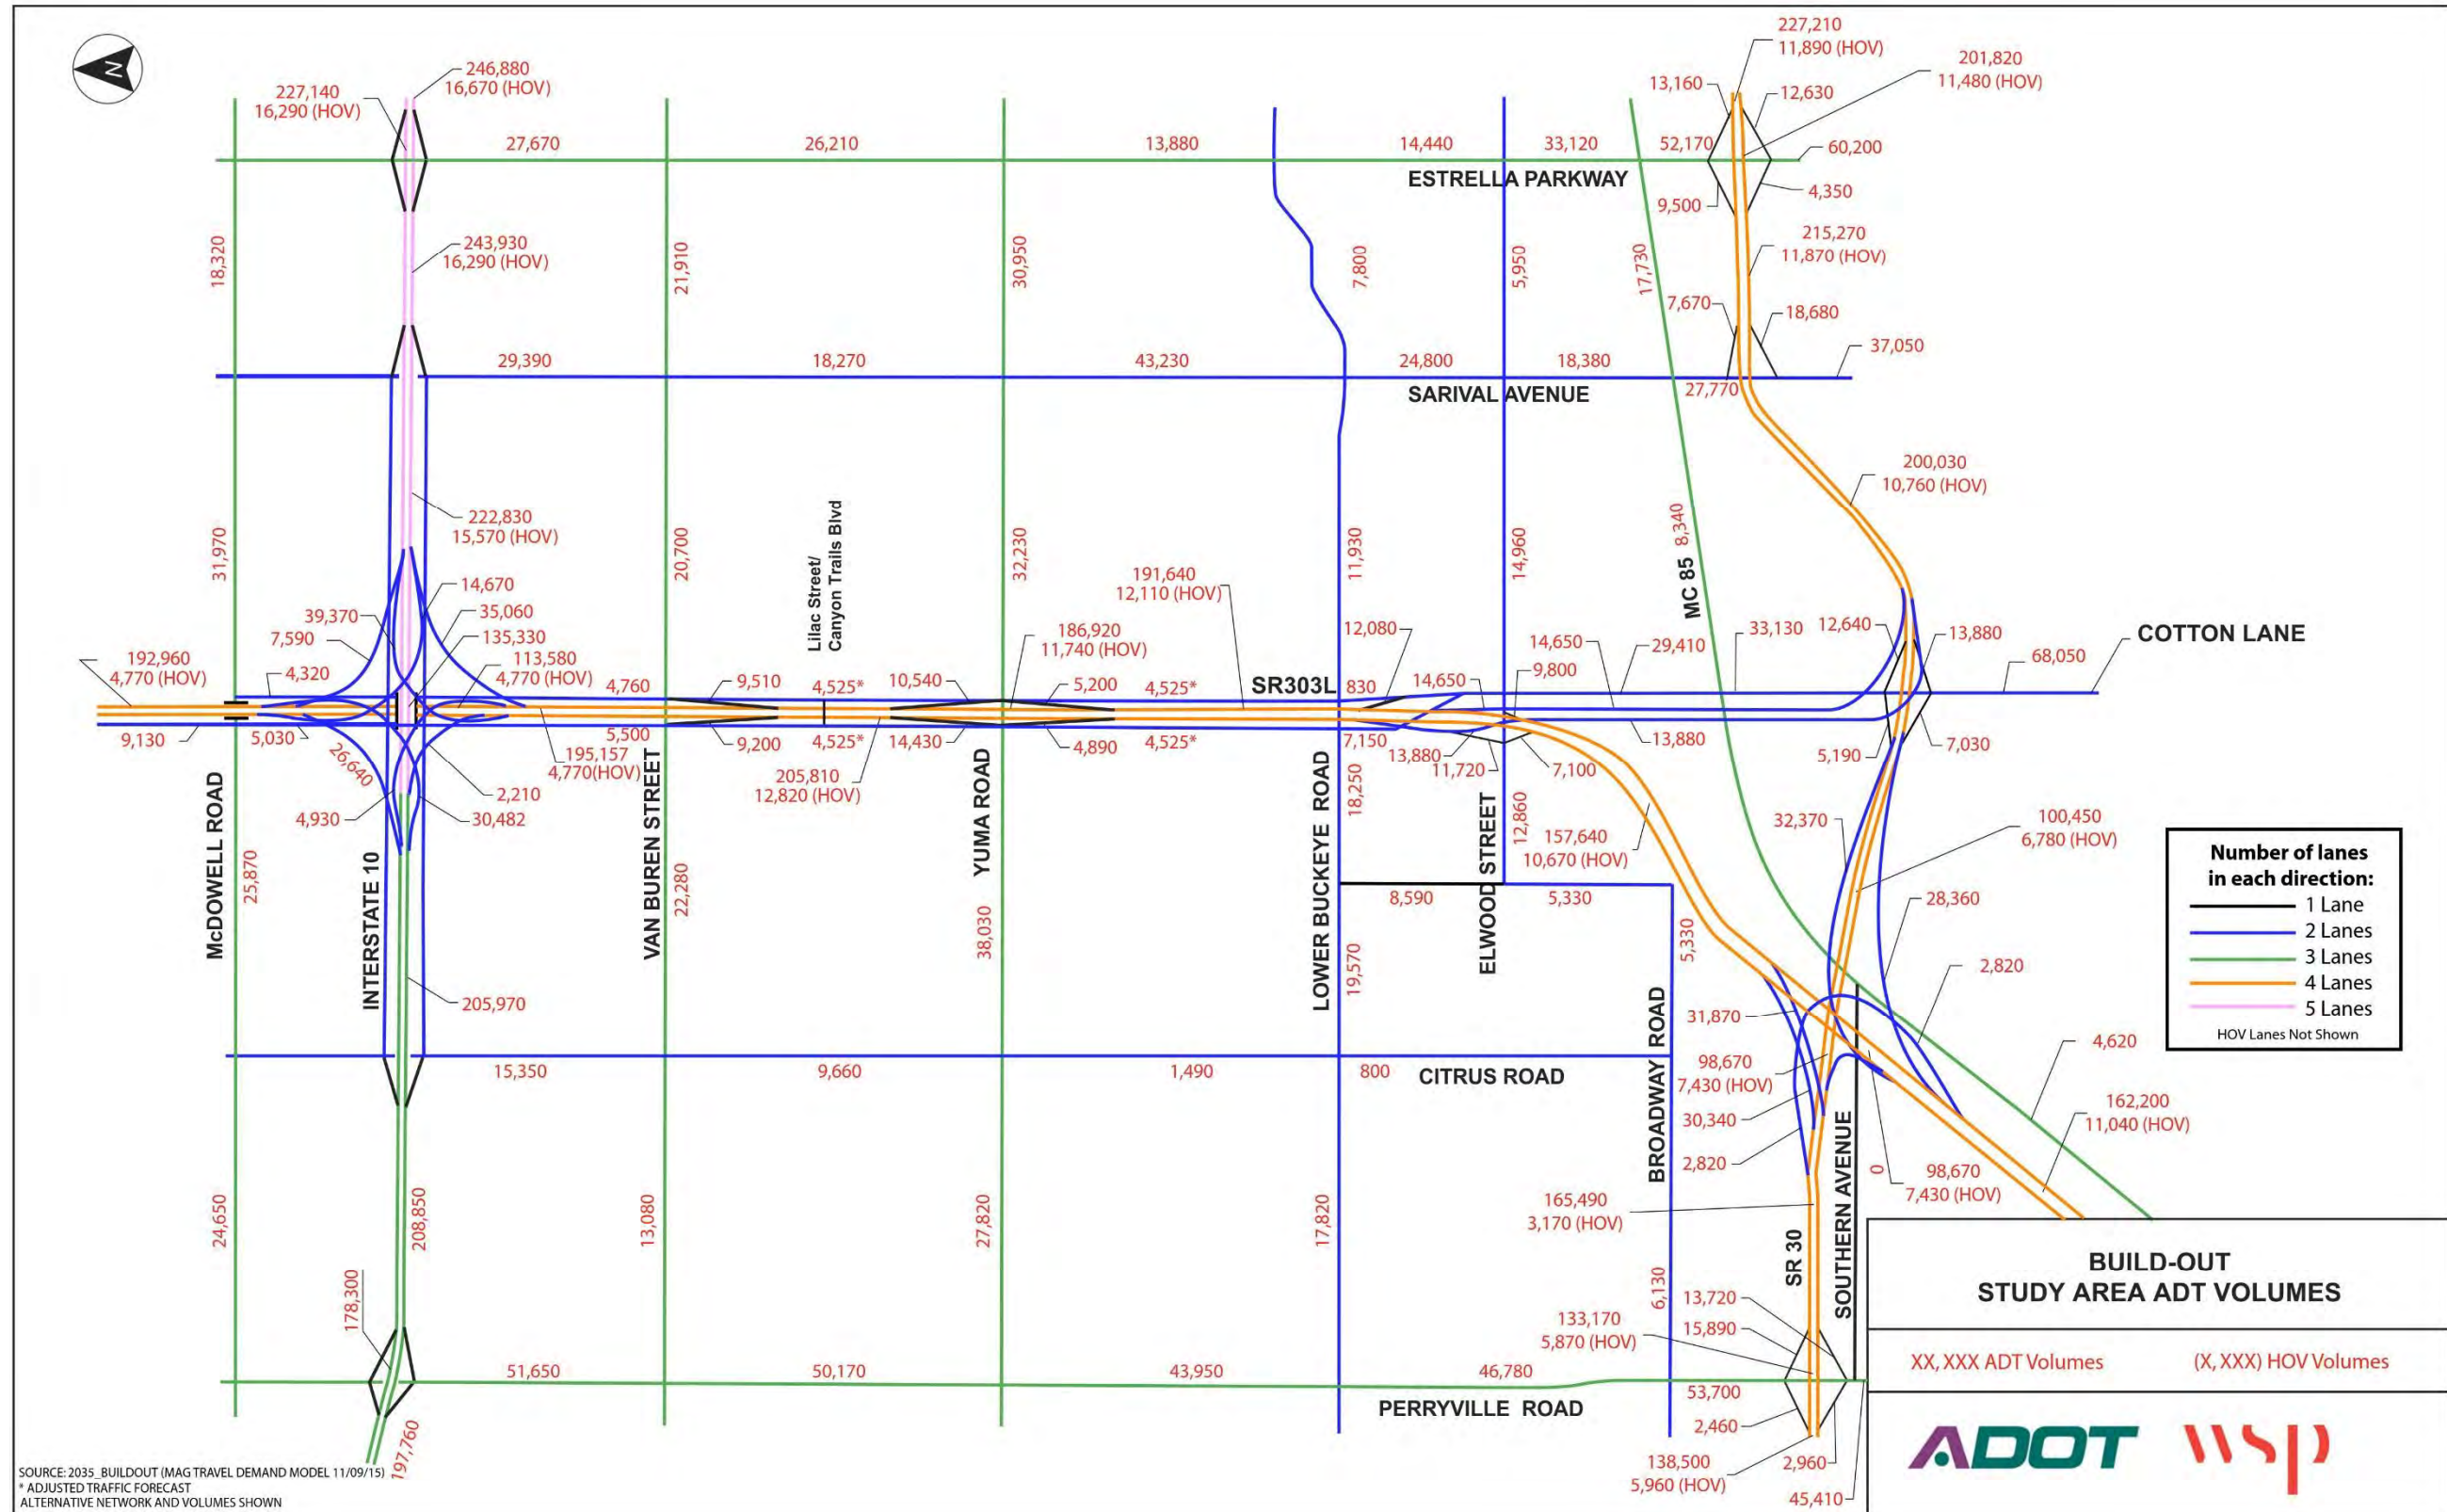 N
227,210
11,890 (HOV)
201,820
11,480 (HOV)
246,880
16,670 (HOV)
227,140
16,290 (HOV)
13,160
12,630
27,670
26,210
13,880
14,440
33,120
52,170
60,200
ESTRELLA PARKWAY
9,500
4,350
18,320
243,930
16,290 (HOV)
21,910
30,950
7,800
5,950
17,730
215,270
11,870 (HOV)
7,670
18,680
29,390
18,270
43,230
24,800
18,380
37,050
SARIVAL AVENUE
27,770
200,030
10,760 (HOV)
31,970
222,830
15,570 (HOV)
20,700
Lilac Street/
Canyon Trails Blvd
32,230
191,640
12,110 (HOV)
11,930
14,960
MC 85
8,340
14,670
39,370
35,060
7,590
135,330
113,580
4,770 (HOV)
186,920
11,740 (HOV)
12,080
14,650
29,410
33,130
12,640
13,880
COTTON LANE
68,050
192,960
4,770 (HOV)
4,320
4,760
9,510
4,525*
10,540
5,200
4,525*
SR303L
830
14,650
9,800
9,130
5,030
26,640
5,500
195,157
4,770(HOV)
9,200
4,525*
14,430
4,890
4,525*
7,150
13,880
11,720
7,100
13,880
5,190
7,030
205,810
12,820 (HOV)
2,210
4,930
30,482
McDOWELL ROAD
25,870
INTERSTATE 10
VAN BUREN STREET
22,280
YUMA ROAD
38,030
LOWER BUCKEYE ROAD
18,250
19,570
ELWOOD STREET
12,860
157,640
10,670 (HOV)
32,370
100,450
6,780 (HOV)
8,590
5,330
5,330
28,360
2,820
Number of lanes
in each direction:
1 Lane
2 Lanes
3 Lanes
4 Lanes
5 Lanes
HOV Lanes Not Shown
205,970
BROADWAY ROAD
31,870
98,670
7,430 (HOV)
30,340
2,820
4,620
162,200
11,040 (HOV)
15,350
9,660
1,490
800
CITRUS ROAD
SOUTHERN AVENUE
0
98,670
7,430 (HOV)
24,650
208,850
13,080
27,820
17,820
165,490
3,170 (HOV)
SR 30
6,130
178,300
133,170
5,870 (HOV)
13,720
15,890
51,650
50,170
43,950
46,780
53,700
PERRYVILLE ROAD
2,460
197,760
138,500
5,960 (HOV)
2,960
45,410
BUILD-OUT
STUDY AREA ADT VOLUMES
XX, XXX ADT Volumes
(X, XXX) HOV Volumes
ADOT
wsp
SOURCE: 2035_BUILDOUT (MAG TRAVEL DEMAND MODEL 11/09/15)
* ADJUSTED TRAFFIC FORECAST
ALTERNATIVE NETWORK AND VOLUMES SHOWN